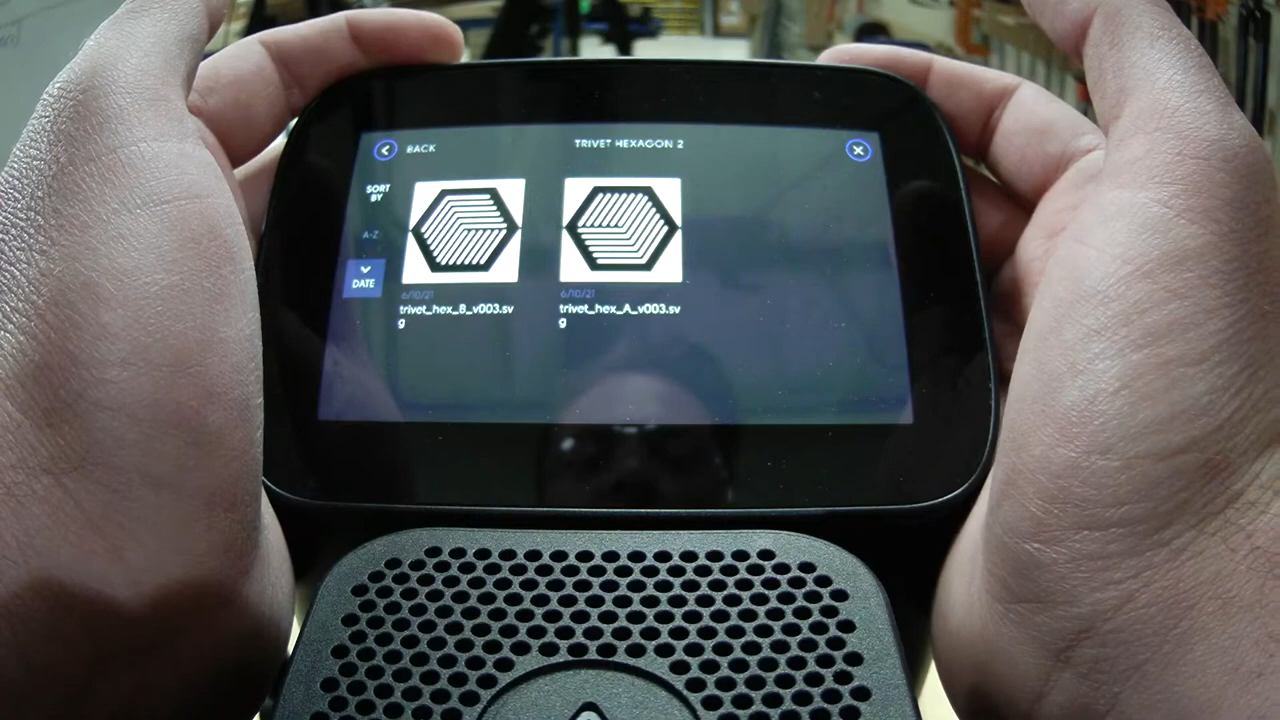 BACK
TRIVET HEXAGON 2
SORT
BY
A-Z
DATE
6/10/21
trivet_hex_B_v003.sv
g
6/10/21
trivet_hex_A_v003.sv
g